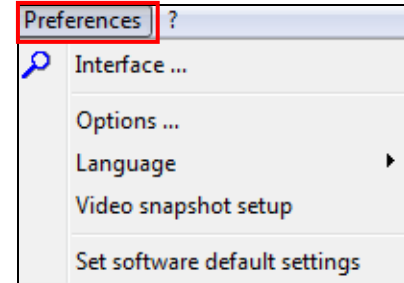 Preferences ?
Interface ...
Options ...
Language
Video snapshot setup
Set software default settings